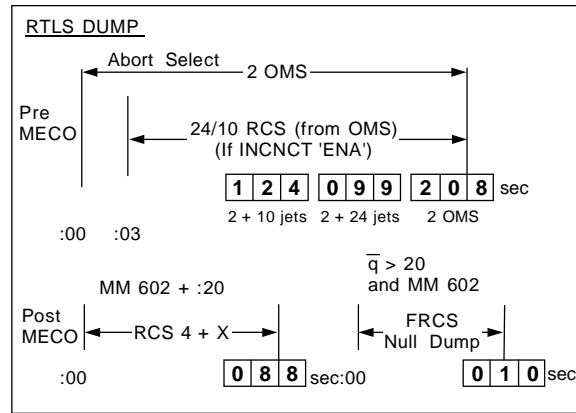 RTLS DUMP
Abort Select
2 OMS
Pre
MECO
24/10 RCS (from OMS)
(If INCNCT 'ENA')
1 2 4 0 9 9 2 0 8 sec
2 + 10 jets 2 + 24 jets 2 OMS
:00 :03
q̅ > 20
and MM 602
MM 602 + :20
Post
MECO
RCS 4 + X
FRCS
Null Dump
:00 0 8 8 sec :00 0 1 0 sec